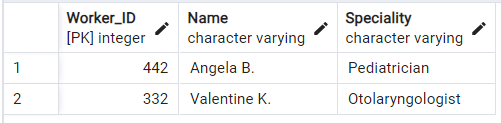 Worker_ID Name Speciality
[PK] integer character varying character varying
1 442 Angela B. Pediatrician
2 332 Valentine K. Otolaryngologist